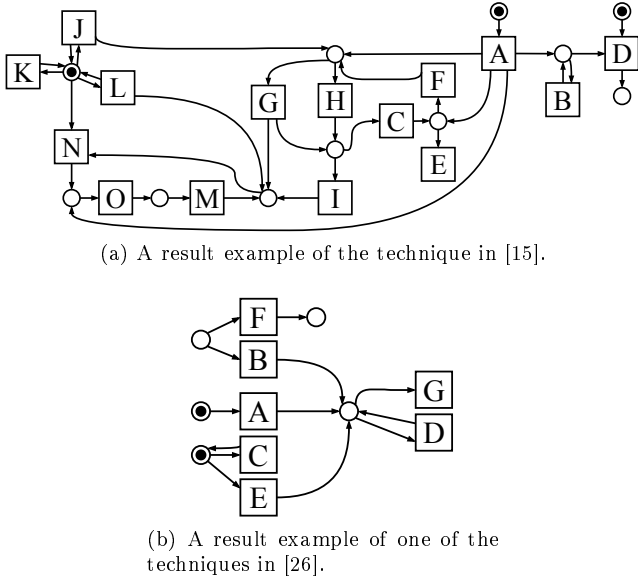 J
A
D
K
L
G
H
F
B
C
N
E
O
M
I
(a) A result example of the technique in [15].
F
B
A
G
C
D
E
(b) A result example of one of the
techniques in [26].